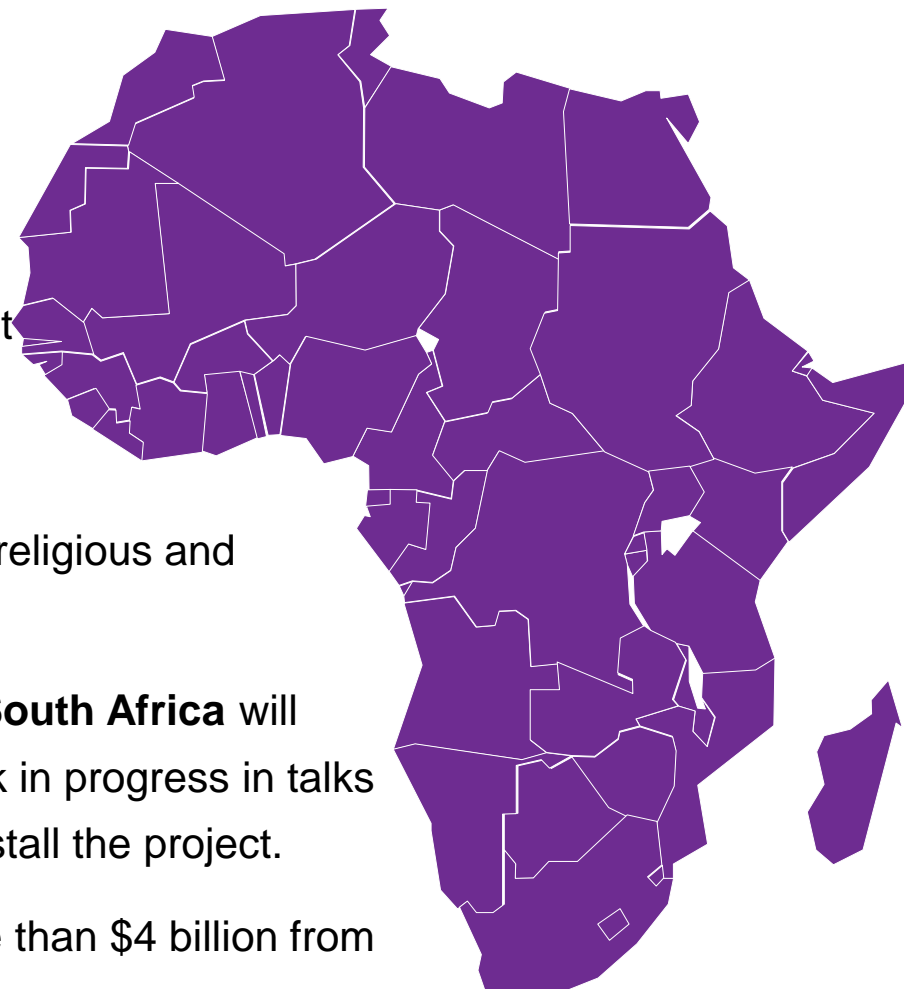 t
religious and
South Africa will
k in progress in talks
stall the project.
than $4 billion from